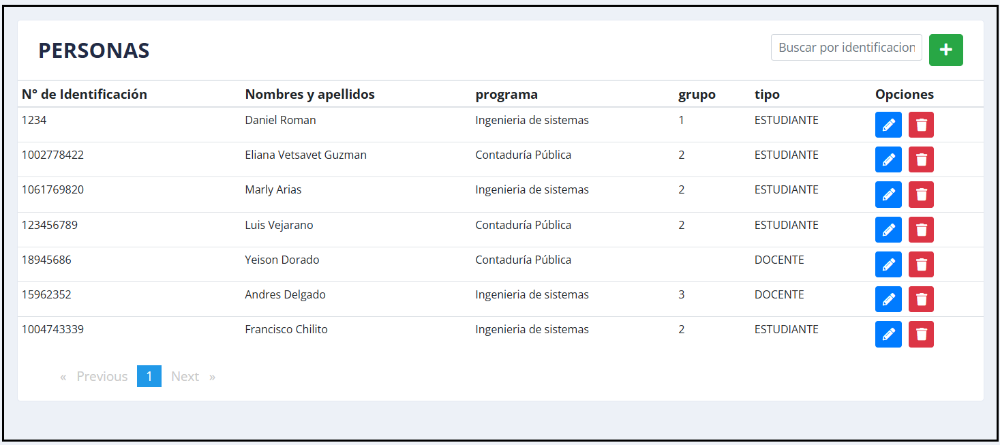 PERSONAS
Buscar por identificacion
N° de Identificación Nombres y apellidos programa grupo tipo Opciones
1234 Daniel Roman Ingenieria de sistemas 1 ESTUDIANTE
1002778422 Eliana Vetsavet Guzman Contaduría Pública 2 ESTUDIANTE
1061769820 Marly Arias Ingenieria de sistemas 2 ESTUDIANTE
123456789 Luis Vejarano Contaduría Pública 2 ESTUDIANTE
18945686 Yeison Dorado Contaduría Pública DOCENTE
15962352 Andres Delgado Ingenieria de sistemas 3 DOCENTE
1004743339 Francisco Chilito Ingenieria de sistemas 2 ESTUDIANTE
« Previous 1 Next »